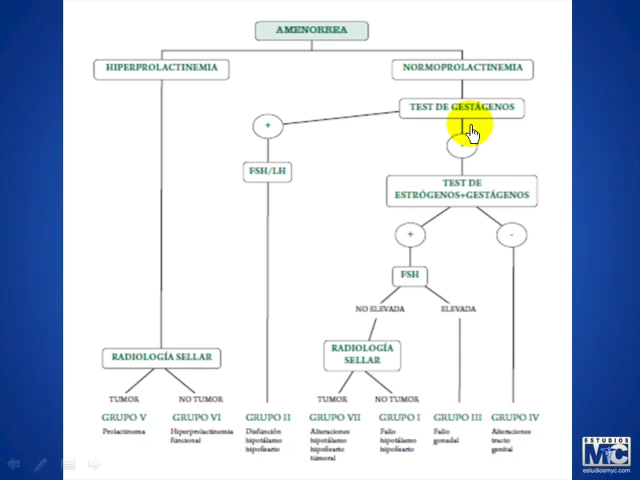 AMENORREA
HIPERPROLACTINEMIA
NORMOPROLACTINEMIA
TEST DE GESTÁGENOS
+
-
FSH/LH
TEST DE
ESTRÓGENOS+GESTÁGENOS
+
-
FSH
NO ELEVADA
ELEVADA
RADIOLOGÍA SELLAR
RADIOLOGÍA
SELLAR
TUMOR
NO TUMOR
TUMOR
NO TUMOR
GRUPO V
Prolactinoma
GRUPO VI
Hiperprolactinemia
funcional
GRUPO II
Disfunción
hipotálamo
hipofisario
GRUPO VII
Alteraciones
hipotálamo
hipofisario
tumoral
GRUPO I
Fallo
hipotálamo
hipofisario
GRUPO III
Fallo
gonadal
GRUPO IV
Alteraciones
tracto
genital
ESTUDIOS
MyC
estudiosmyc.com